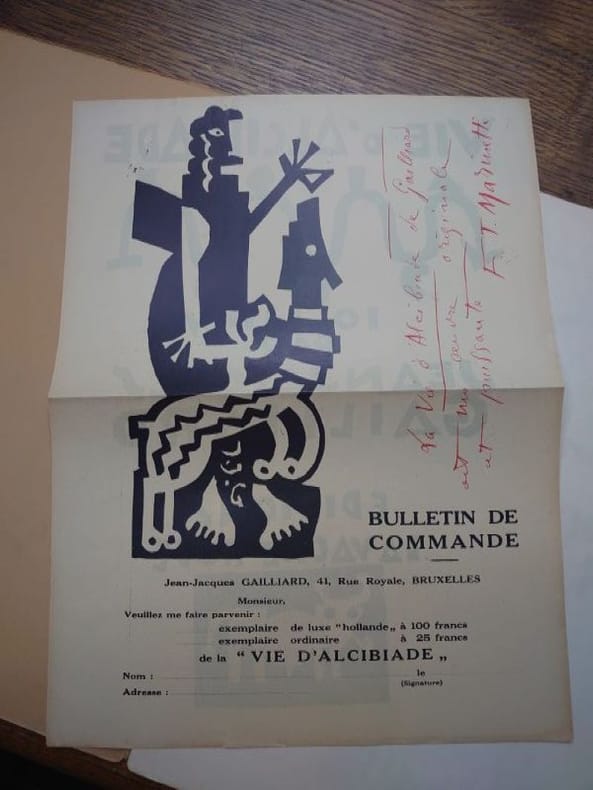 La Vie d'Alcibiade de Gailliard
est une oeuvre originale
et puissante F. T. Marinetti
BULLETIN DE
COMMANDE
Jean-Jacques GAILLIARD, 41, Rue Royale, BRUXELLES
Monsieur,
Veuillez me faire parvenir :
exemplaire de luxe "hollande„ à 100 francs
exemplaire ordinaire à 25 francs
de la "VIE D'ALCIBIADE„
Nom : le
Adresse : (Signature)